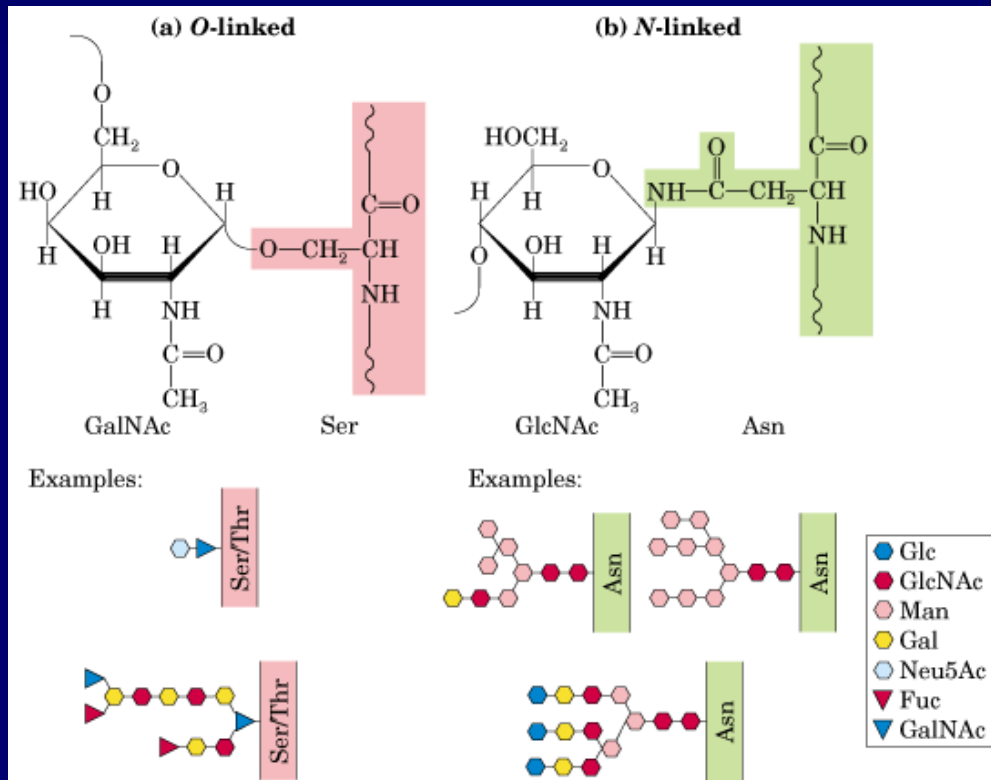 (a) O-linked
O
CH₂
O
HO
H
H
OH
H
H
H
NH
C=O
CH₃
O—CH₂—CH
C=O
NH
GalNAc
Ser
(b) N-linked
HOCH₂
O
H
H
OH
H
O
H
NH
H
C=O
CH₃
NH—C—CH₂—CH
O
C=O
NH
GlcNAc
Asn
Examples:
Ser/Thr
Ser/Thr
Examples:
Asn
Asn
Asn
Glc
GlcNAc
Man
Gal
Neu5Ac
Fuc
GalNAc